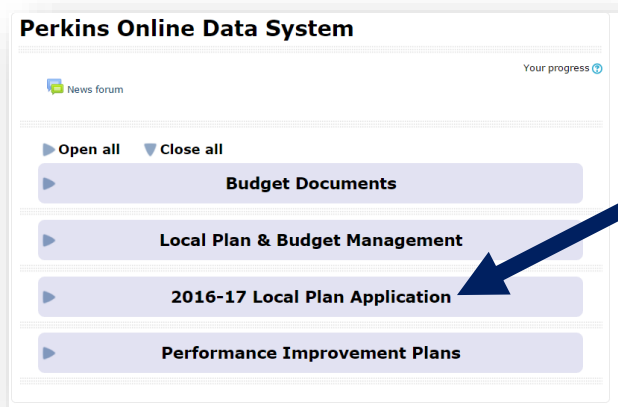 Perkins Online Data System
Your progress
News forum
Open all Close all
Budget Documents
Local Plan & Budget Management
2016-17 Local Plan Application
Performance Improvement Plans